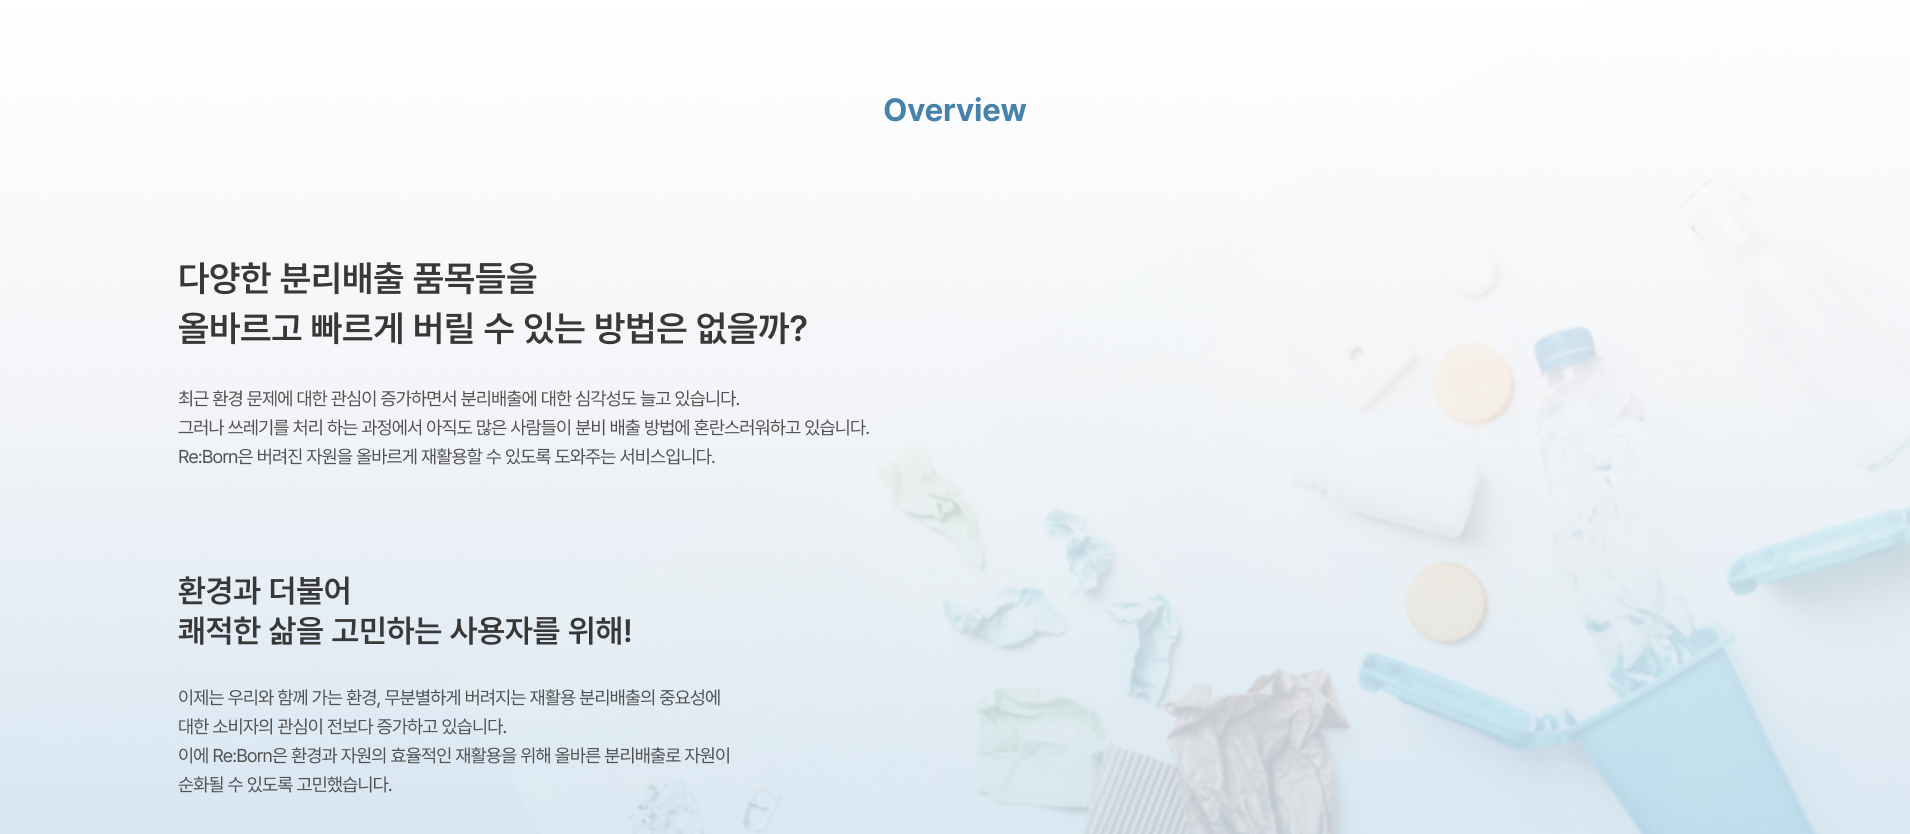 Overview
다양한 분리배출 품목들을
올바르고 빠르게 버릴 수 있는 방법은 없을까?
최근 환경 문제에 대한 관심이 증가하면서 분리배출에 대한 심각성도 늘고 있습니다.
그러나 쓰레기를 처리 하는 과정에서 아직도 많은 사람들이 분비 배출 방법에 혼란스러워하고 있습니다.
Re:Born은 버려진 자원을 올바르게 재활용할 수 있도록 도와주는 서비스입니다.
환경과 더불어
쾌적한 삶을 고민하는 사용자를 위해!
이제는 우리와 함께 가는 환경, 무분별하게 버려지는 재활용 분리배출의 중요성에
대한 소비자의 관심이 전보다 증가하고 있습니다.
이에 Re:Born은 환경과 자원의 효율적인 재활용을 위해 올바른 분리배출로 자원이
순화될 수 있도록 고민했습니다.